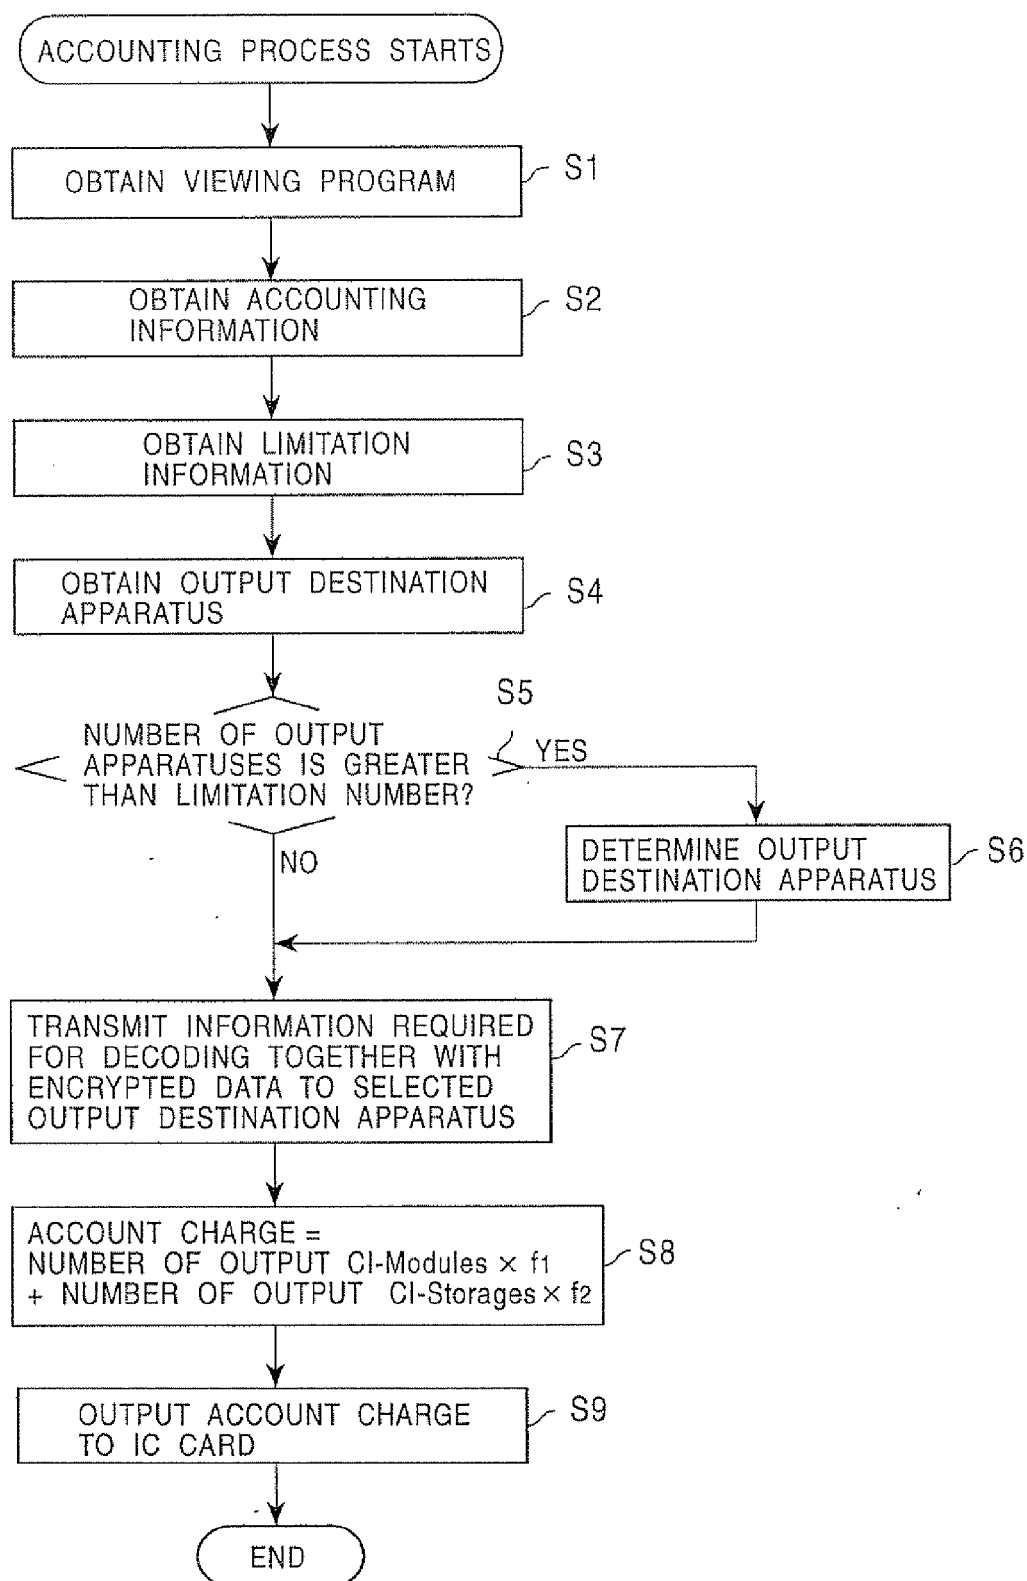 ACCOUNTING PROCESS STARTS
OBTAIN VIEWING PROGRAM
S1
OBTAIN ACCOUNTING
INFORMATION
S2
OBTAIN LIMITATION
INFORMATION
S3
OBTAIN OUTPUT DESTINATION
APPARATUS
S4
S5
NUMBER OF OUTPUT
APPARATUSES IS GREATER
THAN LIMITATION NUMBER?
YES
NO
DETERMINE OUTPUT
DESTINATION APPARATUS
S6
TRANSMIT INFORMATION REQUIRED
FOR DECODING TOGETHER WITH
ENCRYPTED DATA TO SELECTED
OUTPUT DESTINATION APPARATUS
S7
ACCOUNT CHARGE =
NUMBER OF OUTPUT CI-Modules × f1
+ NUMBER OF OUTPUT CI-Storages × f2
S8
OUTPUT ACCOUNT CHARGE
TO IC CARD
S9
END